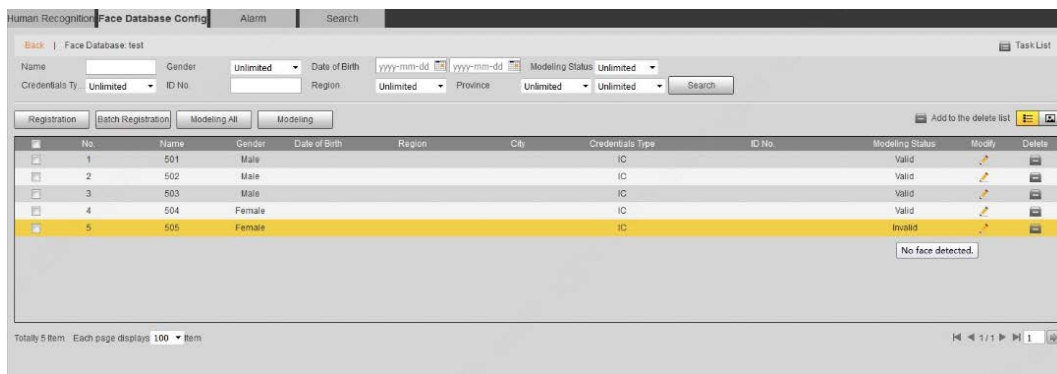 Human Recognition Face Database Config Alarm Search
Back | Face Database: test Task List
Name Gender Unlimited Date of Birth yyyy-mm-dd yyyy-mm-dd Modeling Status Unlimited
Credentials Ty... Unlimited ID No. Region Unlimited Province Unlimited Unlimited Search
Registration Batch Registration Modeling All Modeling Add to the delete list
No. Name Gender Date of Birth Region City Credentials Type ID No. Modeling Status Modify Delete
1 501 Male IC Valid
2 502 Male IC Valid
3 503 Male IC Valid
4 504 Female IC Valid
5 505 Female IC Invalid
No face detected.
Totally 5 Item Each page displays 100 Item 1/1 1